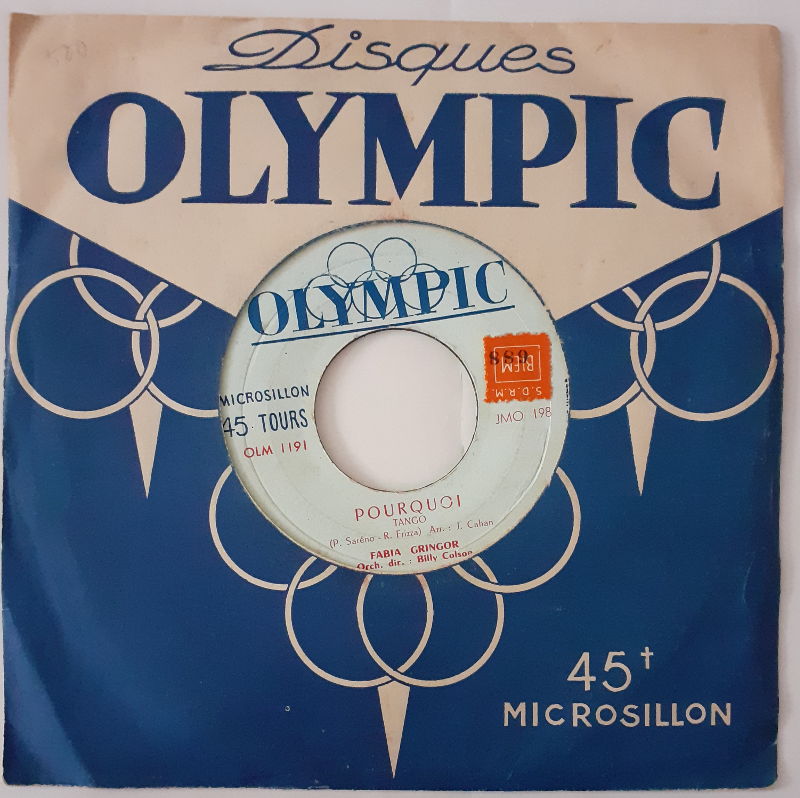 Disques
OLYMPIC
OLYMPIC
MICROSILLON
45 TOURS
OLM 1191
889
BIEM
S.D.R.M.
JMO 198
POURQUOI
TANGO
(P. Saréno - R. Frizza) Arr. : J. Cahan
FABIA GRINGOR
Orch. dir. : Billy Colson
45t
MICROSILLON